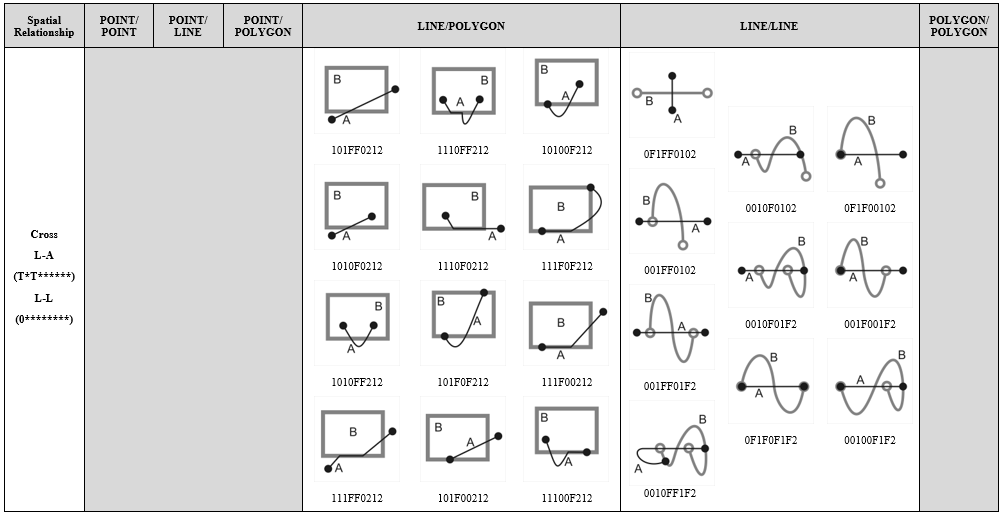 Spatial
Relationship
POINT/
POINT
POINT/
LINE
POINT/
POLYGON
LINE/POLYGON
LINE/LINE
POLYGON/
POLYGON
Cross
L-A
(T*T******)
L-L
(0********)
B
A
101FF0212
B
A
1110FF212
B
A
10100F212
B
A
1010F0212
B
A
1110F0212
B
A
111F0F212
B
A
1010FF212
B
A
101F0F212
B
A
111F00212
B
A
111FF0212
B
A
101F00212
B
A
11100F212
B
A
0F1FF0102
B
A
001FF0102
B
A
001FF01F2
B
A
0010FF1F2
B
A
0010F0102
B
A
0010F01F2
B
A
0F1F0F1F2
B
A
0F1F00102
B
A
001F001F2
B
A
00100F1F2